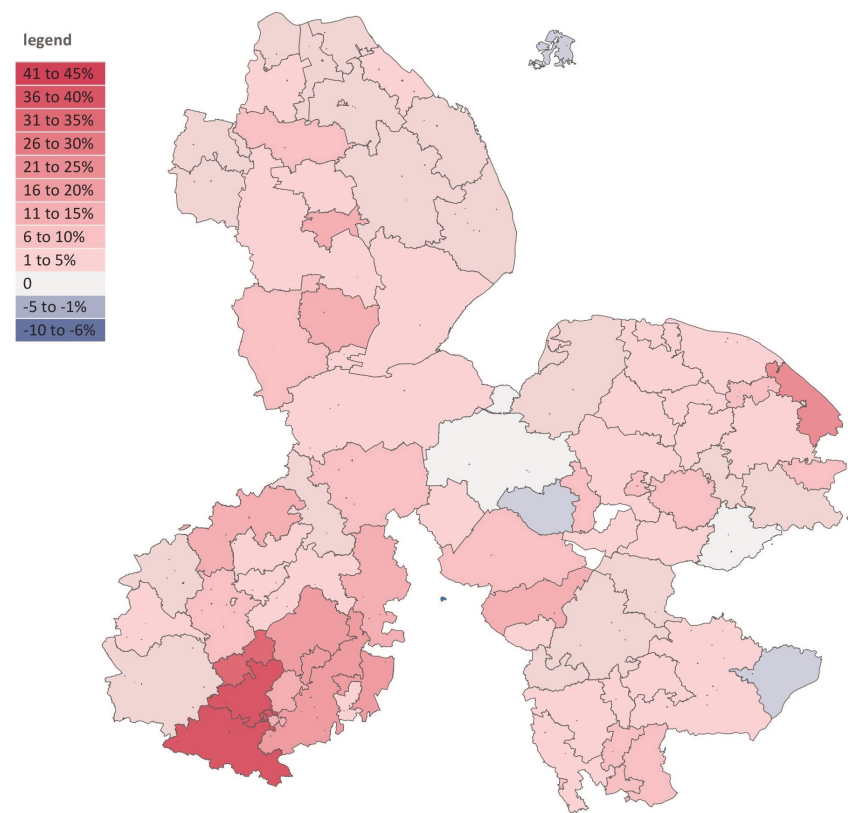 legend
41 to 45%
36 to 40%
31 to 35%
26 to 30%
21 to 25%
16 to 20%
11 to 15%
6 to 10%
1 to 5%
0
-5 to -1%
-10 to -6%